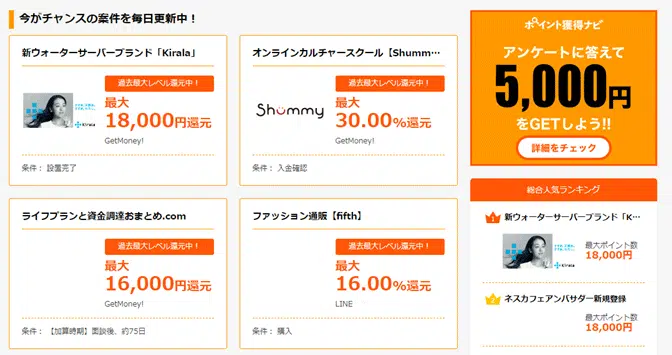 今がチャンスの案件を毎日更新中！
新ウォーターサーバーブランド「Kirala」
過去最大レベル還元中！
最大
18,000円還元
Kirala
GetMoney!
条件： 設置完了
オンラインカルチャースクール【Shumm…
過去最大レベル還元中！
Shummy
最大
30.00%還元
GetMoney!
条件： 入金確認
ライフプランと資金調達おまとめ.com
過去最大レベル還元中！
最大
16,000円還元
GetMoney!
条件： 【加算時期】面談後、約75日
ファッション通販【fifth】
過去最大レベル還元中！
最大
16.00%還元
LINE
条件： 購入
ポイント獲得ナビ
アンケートに答えて
5,000円
をGETしよう!!
詳細をチェック
総合人気ランキング
1
新ウォーターサーバーブランド「K…
Kirala
最大ポイント数
18,000円
2
ネスカフェアンバサダー新規登録
最大ポイント数
18,000円